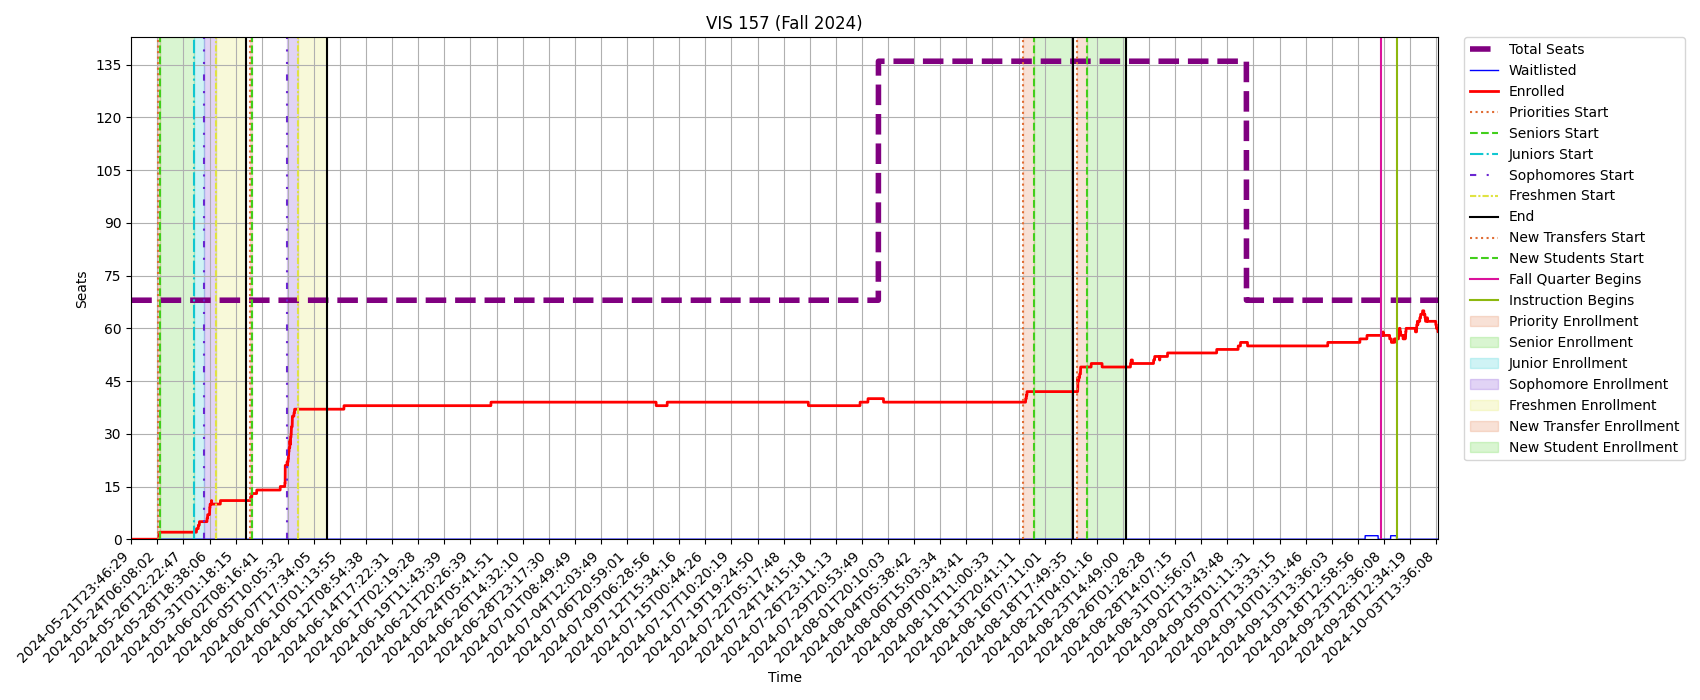 VIS 157 (Fall 2024)
Seats
135
120
105
90
75
60
45
30
15
0
2024-05-21T23:46:29
2024-05-24T06:08:02
2024-05-26T12:22:47
2024-05-28T18:38:06
2024-05-31T01:18:15
2024-06-02T08:16:41
2024-06-05T10:05:32
2024-06-07T17:34:05
2024-06-10T01:13:55
2024-06-12T08:54:38
2024-06-14T17:22:31
2024-06-17T02:19:28
2024-06-19T11:43:39
2024-06-21T20:26:39
2024-06-24T05:41:51
2024-06-26T14:32:10
2024-06-28T23:17:30
2024-07-01T08:49:49
2024-07-04T12:03:49
2024-07-06T20:59:01
2024-07-09T06:28:56
2024-07-12T15:34:16
2024-07-15T00:44:26
2024-07-17T10:20:19
2024-07-19T19:24:50
2024-07-22T05:17:48
2024-07-24T14:15:18
2024-07-26T23:11:13
2024-07-29T20:53:49
2024-08-01T20:10:03
2024-08-04T05:38:42
2024-08-06T15:03:34
2024-08-09T00:43:41
2024-08-11T11:00:33
2024-08-13T20:41:11
2024-08-16T07:11:01
2024-08-18T17:49:35
2024-08-21T04:01:16
2024-08-23T14:49:00
2024-08-26T01:28:28
2024-08-28T14:07:15
2024-08-31T01:56:07
2024-09-02T13:43:48
2024-09-05T01:11:31
2024-09-07T13:33:15
2024-09-10T01:31:46
2024-09-13T13:36:03
2024-09-18T12:58:56
2024-09-23T12:36:08
2024-09-28T12:34:19
2024-10-03T13:36:08
Time
Total Seats
Waitlisted
Enrolled
Priorities Start
Seniors Start
Juniors Start
Sophomores Start
Freshmen Start
End
New Transfers Start
New Students Start
Fall Quarter Begins
Instruction Begins
Priority Enrollment
Senior Enrollment
Junior Enrollment
Sophomore Enrollment
Freshmen Enrollment
New Transfer Enrollment
New Student Enrollment